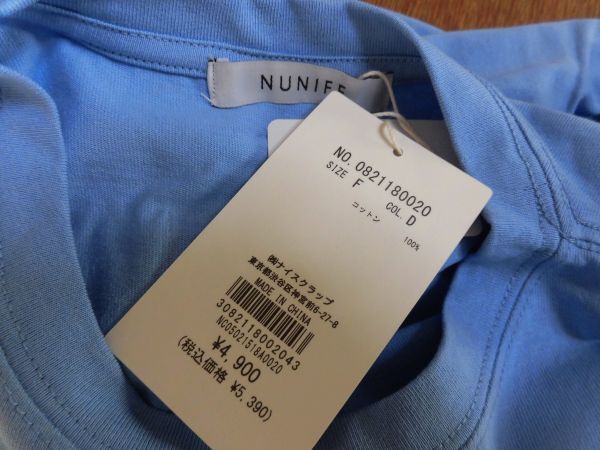 NUNIFE
NO. 0821180020
SIZE F COL. D
コットン 100%
㈱ナイスクラップ
東京都渋谷区神宮前6-27-8
MADE IN CHINA
3082118002043
NC05021518A0020
¥4,900
(税込価格 ¥5,390)